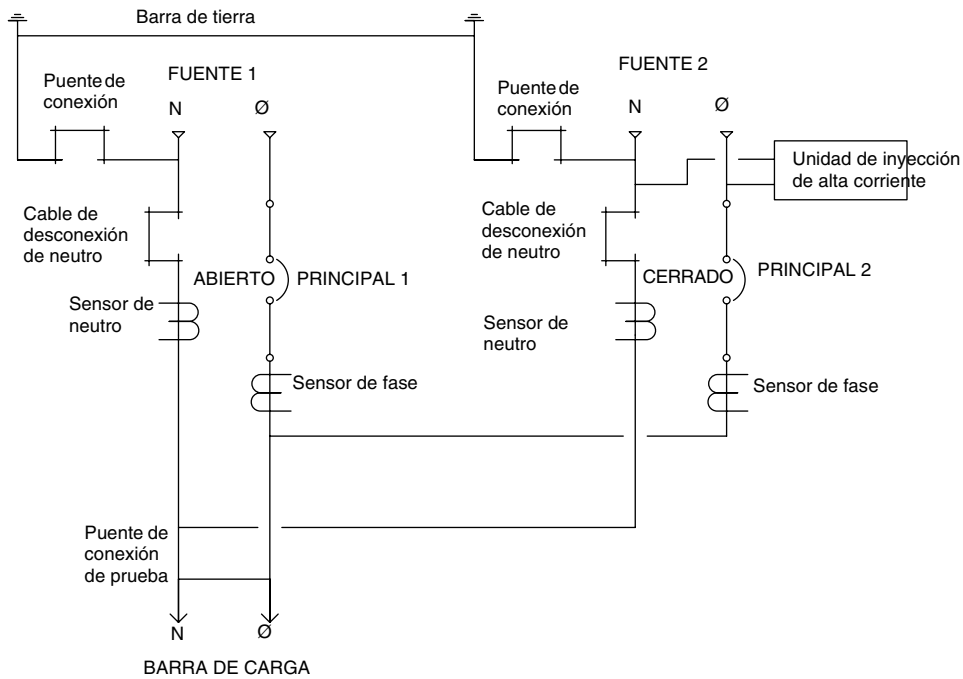 Barra de tierra
FUENTE 1
Puente de
conexión
N
Ø
Cable de
desconexión
de neutro
ABIERTO
PRINCIPAL 1
Sensor de
neutro
Sensor de fase
FUENTE 2
Puente de
conexión
N
Ø
Unidad de inyección
de alta corriente
Cable de
desconexión
de neutro
CERRADO
PRINCIPAL 2
Sensor de
neutro
Sensor de fase
Puente de
conexión
de prueba
N
Ø
BARRA DE CARGA